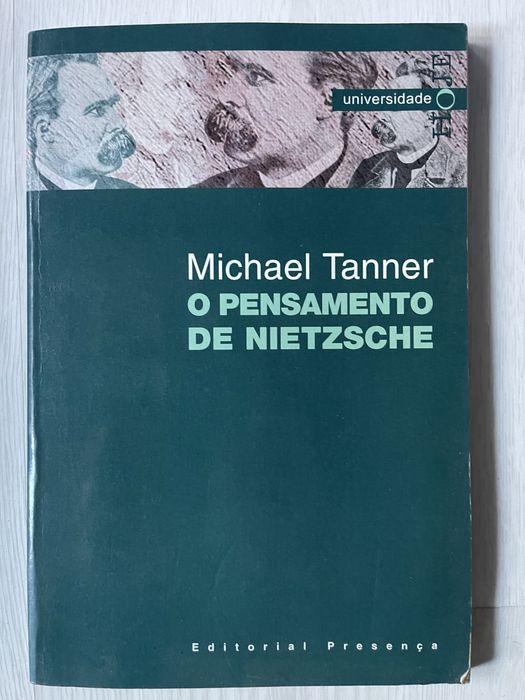 universidade
HOJE
Michael Tanner
O PENSAMENTO
DE NIETZSCHE
Editorial Presença